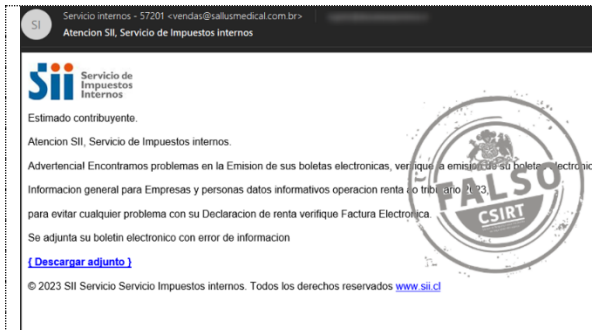 SI
Servicio internos - 57201 <vendas@sallusmedical.com.br>
Atencion SII, Servicio de Impuestos internos
Sii Servicio de
Impuestos
Internos
Estimado contribuyente.
Atencion SII, Servicio de Impuestos internos.
Advertencial Encontramos problemas en la Emision de sus boletas electronicas, verifique la emision de su boleta electronic
Informacion general para Empresas y personas datos informativos operacion renta ao tributario 2023,
para evitar cualquier problema con su Declaracion de renta verifique Factura Electronica.
Se adjunta su boletin electronico con error de informacion
{ Descargar adjunto }
© 2023 SII Servicio Servicio Impuestos internos. Todos los derechos reservados www.sii.cl
FALSO
CSIRT